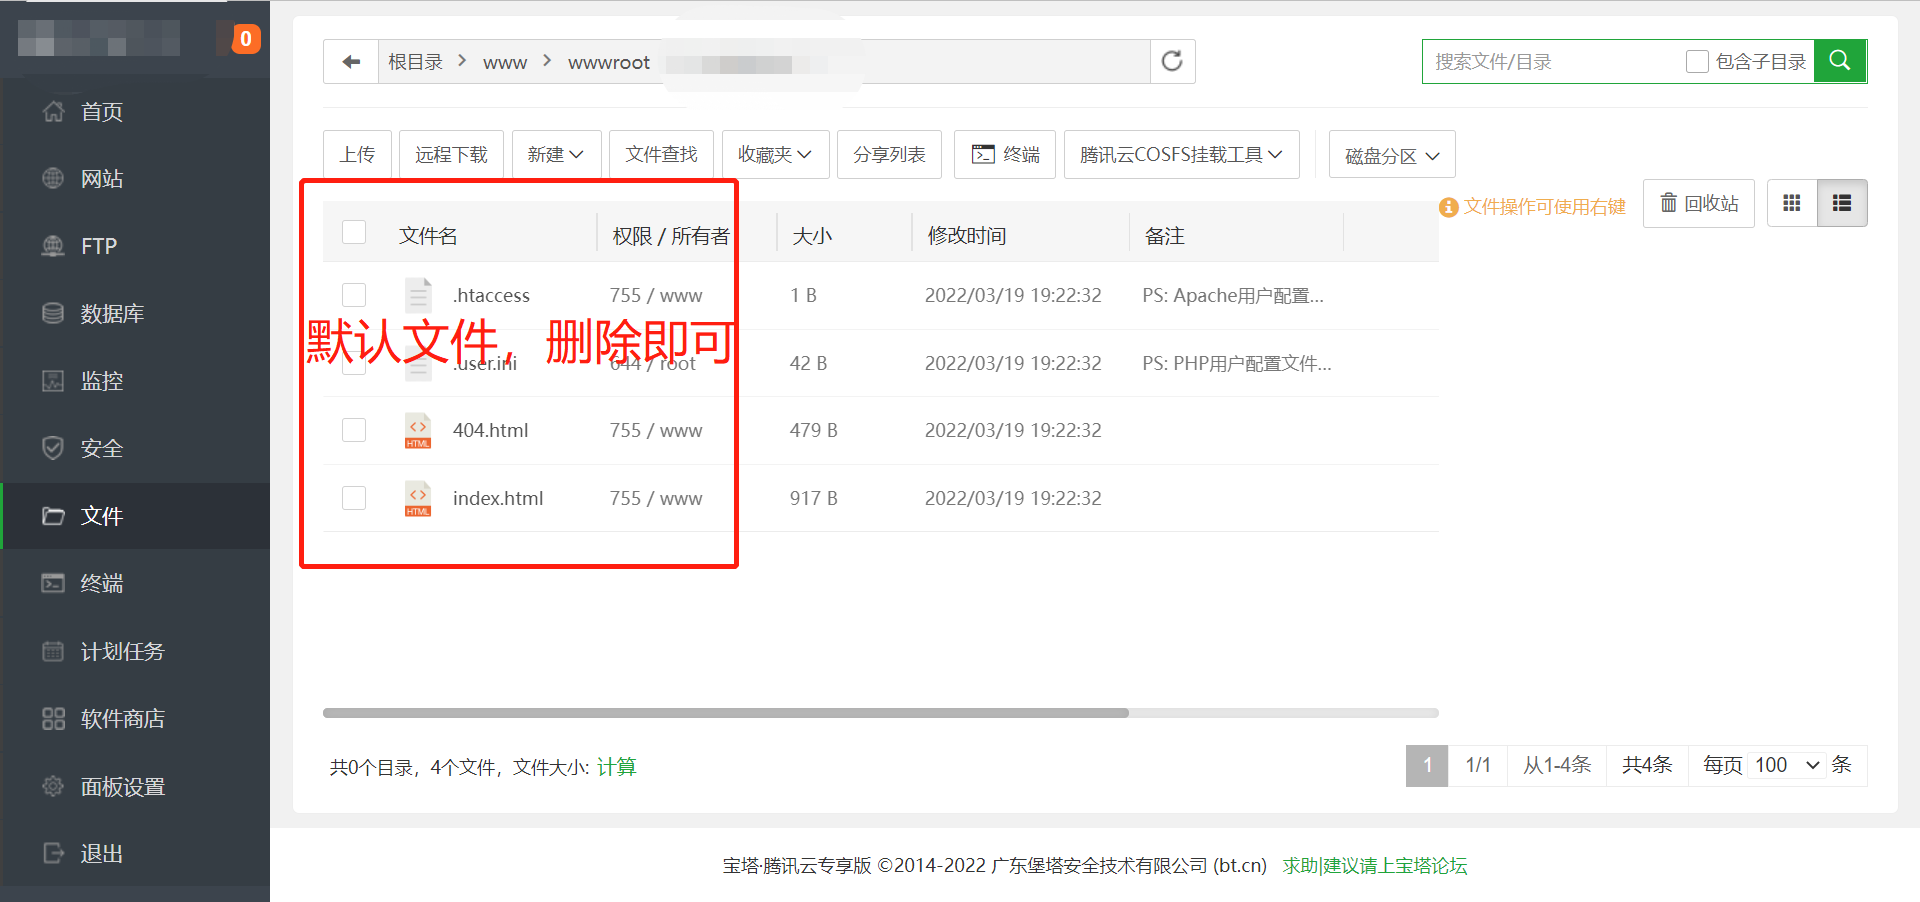 0
首页
网站
FTP
数据库
监控
安全
文件
终端
计划任务
软件商店
面板设置
退出
根目录 > www > wwwroot
搜索文件/目录 包含子目录
上传 远程下载 新建 文件查找 收藏夹 分享列表 终端 腾讯云COSFS挂载工具 磁盘分区
文件操作可使用右键 回收站
文件名 权限 / 所有者 大小 修改时间 备注
.htaccess 755 / www 1 B 2022/03/19 19:22:32 PS: Apache用户配置...
默认文件，删除即可
.user.ini 644 / root 42 B 2022/03/19 19:22:32 PS: PHP用户配置文件...
HTML 404.html 755 / www 479 B 2022/03/19 19:22:32
HTML index.html 755 / www 917 B 2022/03/19 19:22:32
共0个目录，4个文件，文件大小: 计算
1 1/1 从1-4条 共4条 每页 100 条
宝塔·腾讯云专享版 ©2014-2022 广东堡塔安全技术有限公司 (bt.cn) 求助|建议请上宝塔论坛